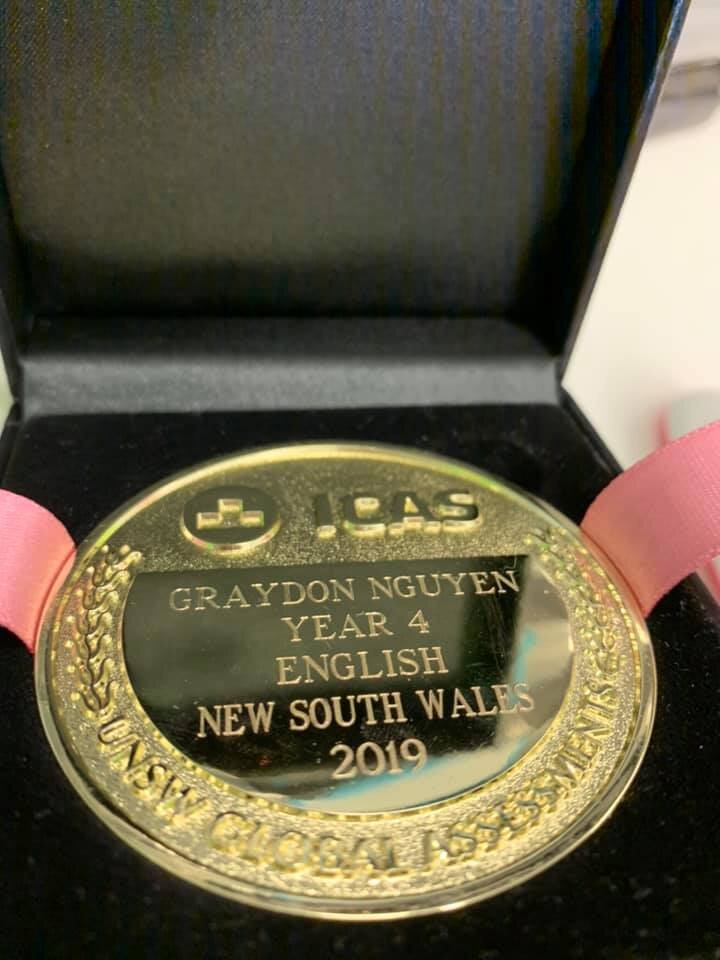 ICAS
GRAYDON NGUYEN
YEAR 4
ENGLISH
NEW SOUTH WALES
2019
UNSW GLOBAL ASSESSMENTS